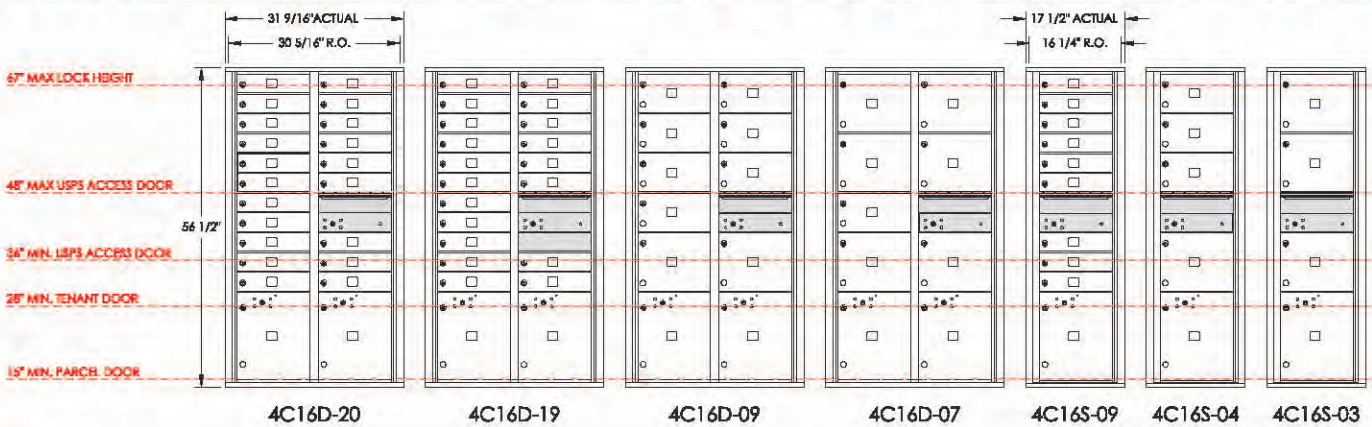 31 9/16" ACTUAL
30 5/16" R.O.
17 1/2" ACTUAL
16 1/4" R.O.
67" MAX LOCK HEIGHT
48" MAX USPS ACCESS DOOR
56 1/2"
36" MIN. USPS ACCESS DOOR
28" MIN. TENANT DOOR
15" MIN. PARCEL DOOR
4C16D-20
4C16D-19
4C16D-09
4C16D-07
4C16S-09
4C16S-04
4C16S-03